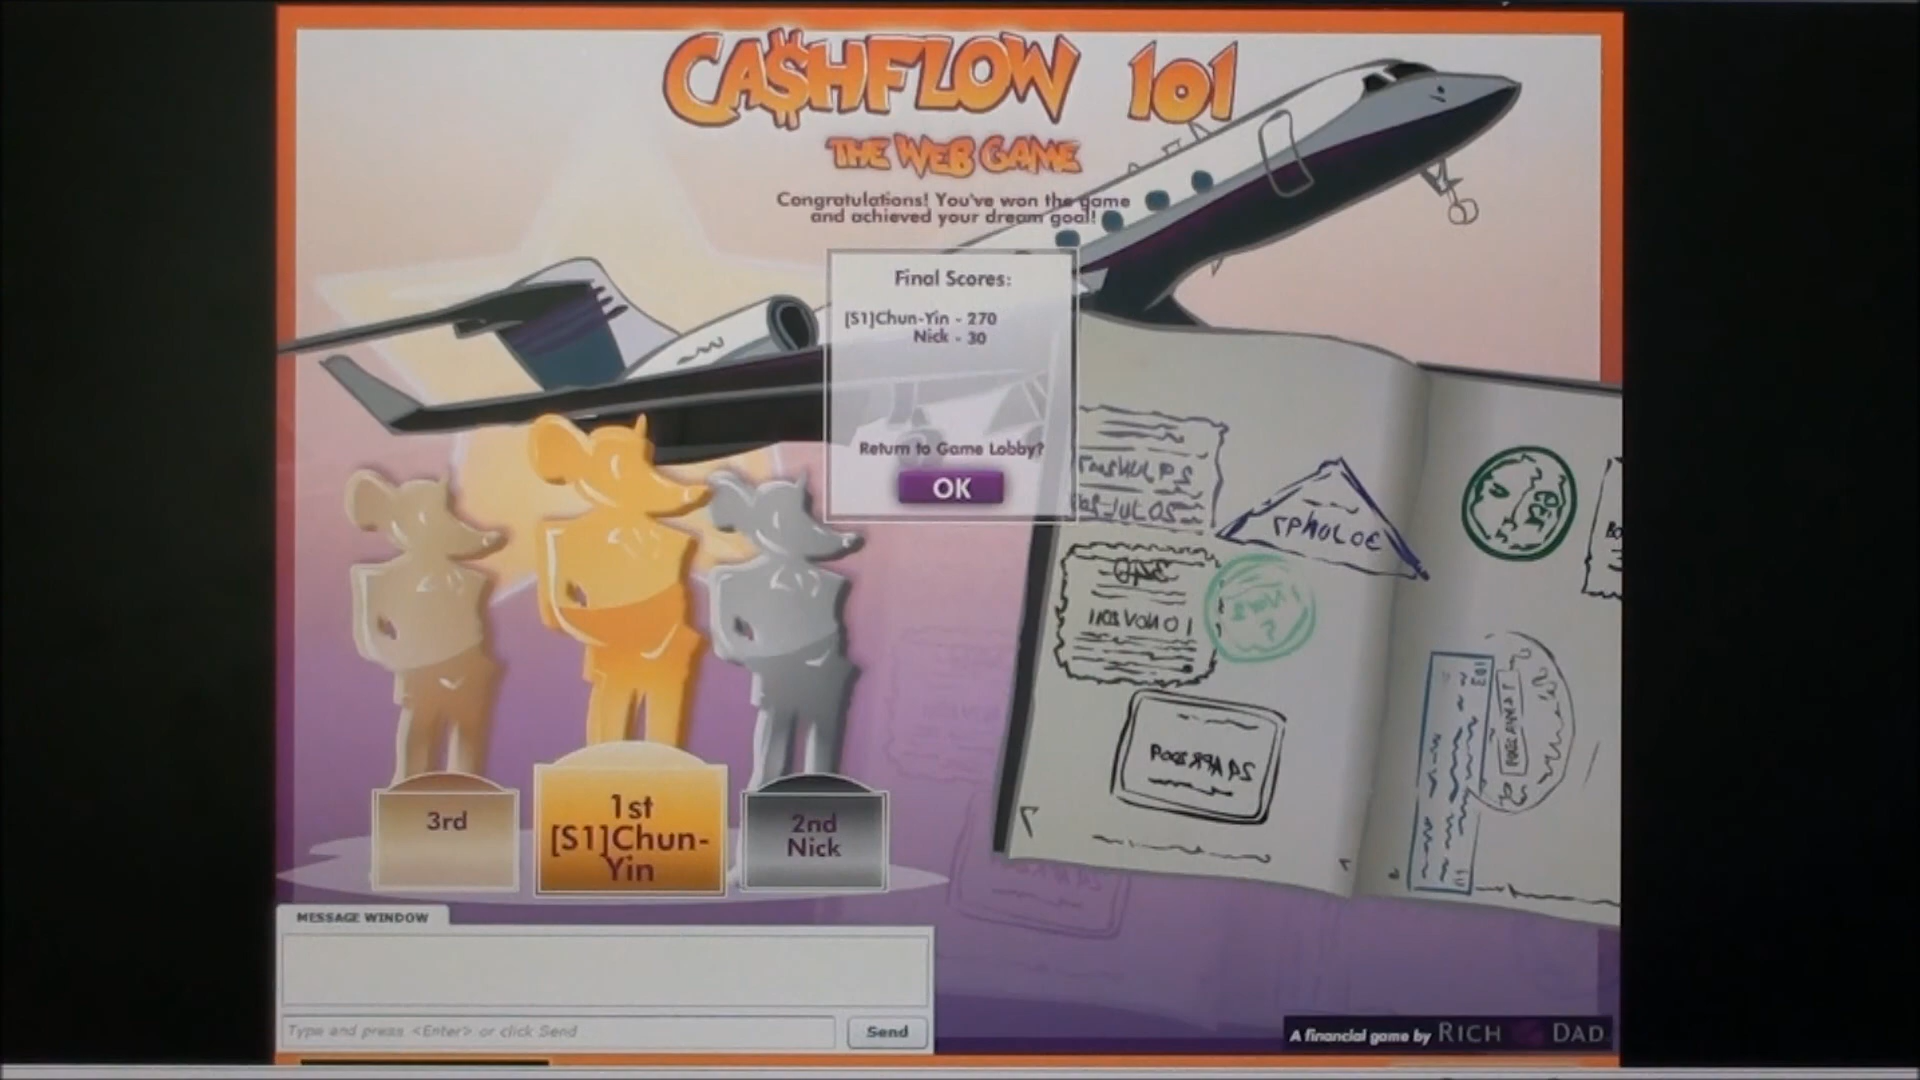 CA$HFLOW 101
THE WEB GAME
Congratulations! You've won the game
and achieved your dream goal!
Final Scores:
[S1]Chun-Yin - 270
Nick - 30
Return to Game Lobby?
OK
3rd
1st
[S1]Chun-
Yin
2nd
Nick
MESSAGE WINDOW
Type and press <Enter> or click Send
Send
A financial game by RICH DAD